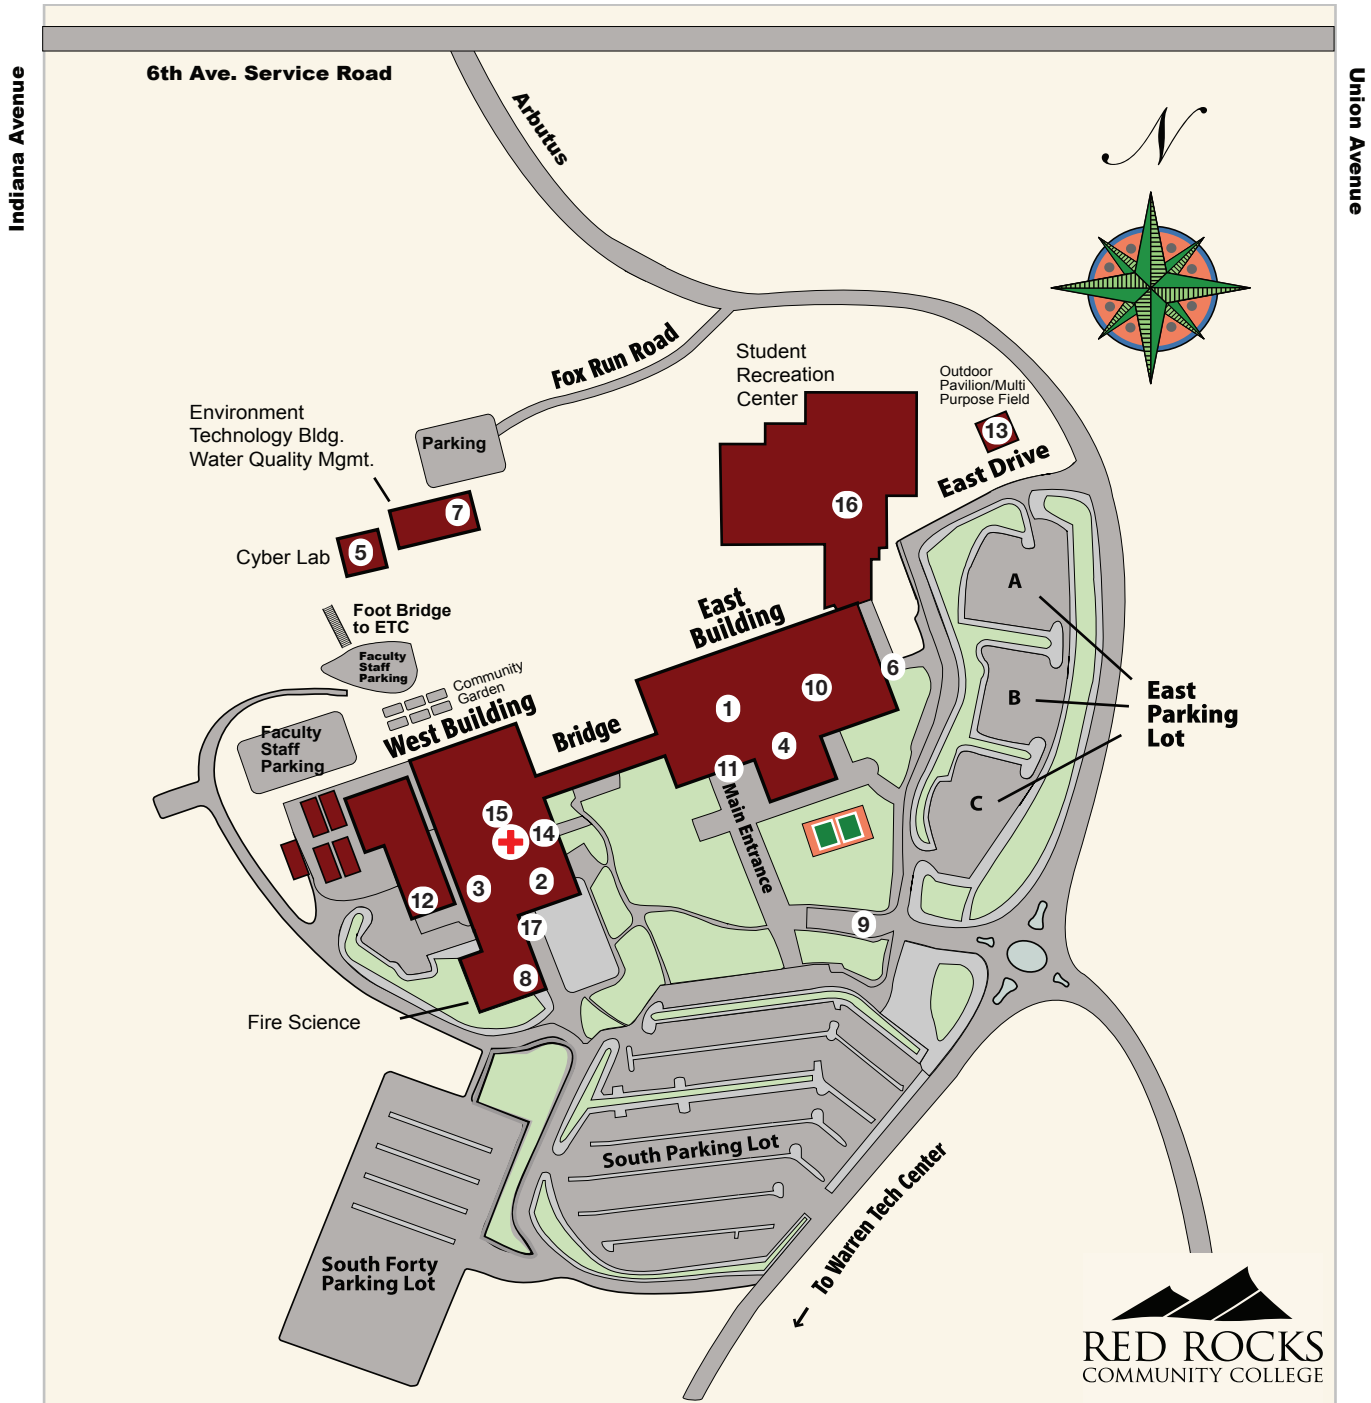 6th Ave. Service Road
Indiana Avenue
Union Avenue
Arbutus
N
Fox Run Road
Student
Recreation
Center
Outdoor
Pavilion/Multi
Purpose Field
13
East Drive
Environment
Technology Bldg.
Water Quality Mgmt.
Parking
7
16
Cyber Lab
5
A
Foot Bridge
to ETC
East
Building
Faculty
Staff
Parking
6
Community
Garden
10
1
B
East
Parking
Lot
West Building
Bridge
4
Faculty
Staff
Parking
11
Main Entrance
C
15
14
2
3
12
17
9
8
Fire Science
South Parking Lot
To Warren Tech Center
South Forty
Parking Lot
RED ROCKS
COMMUNITY COLLEGE